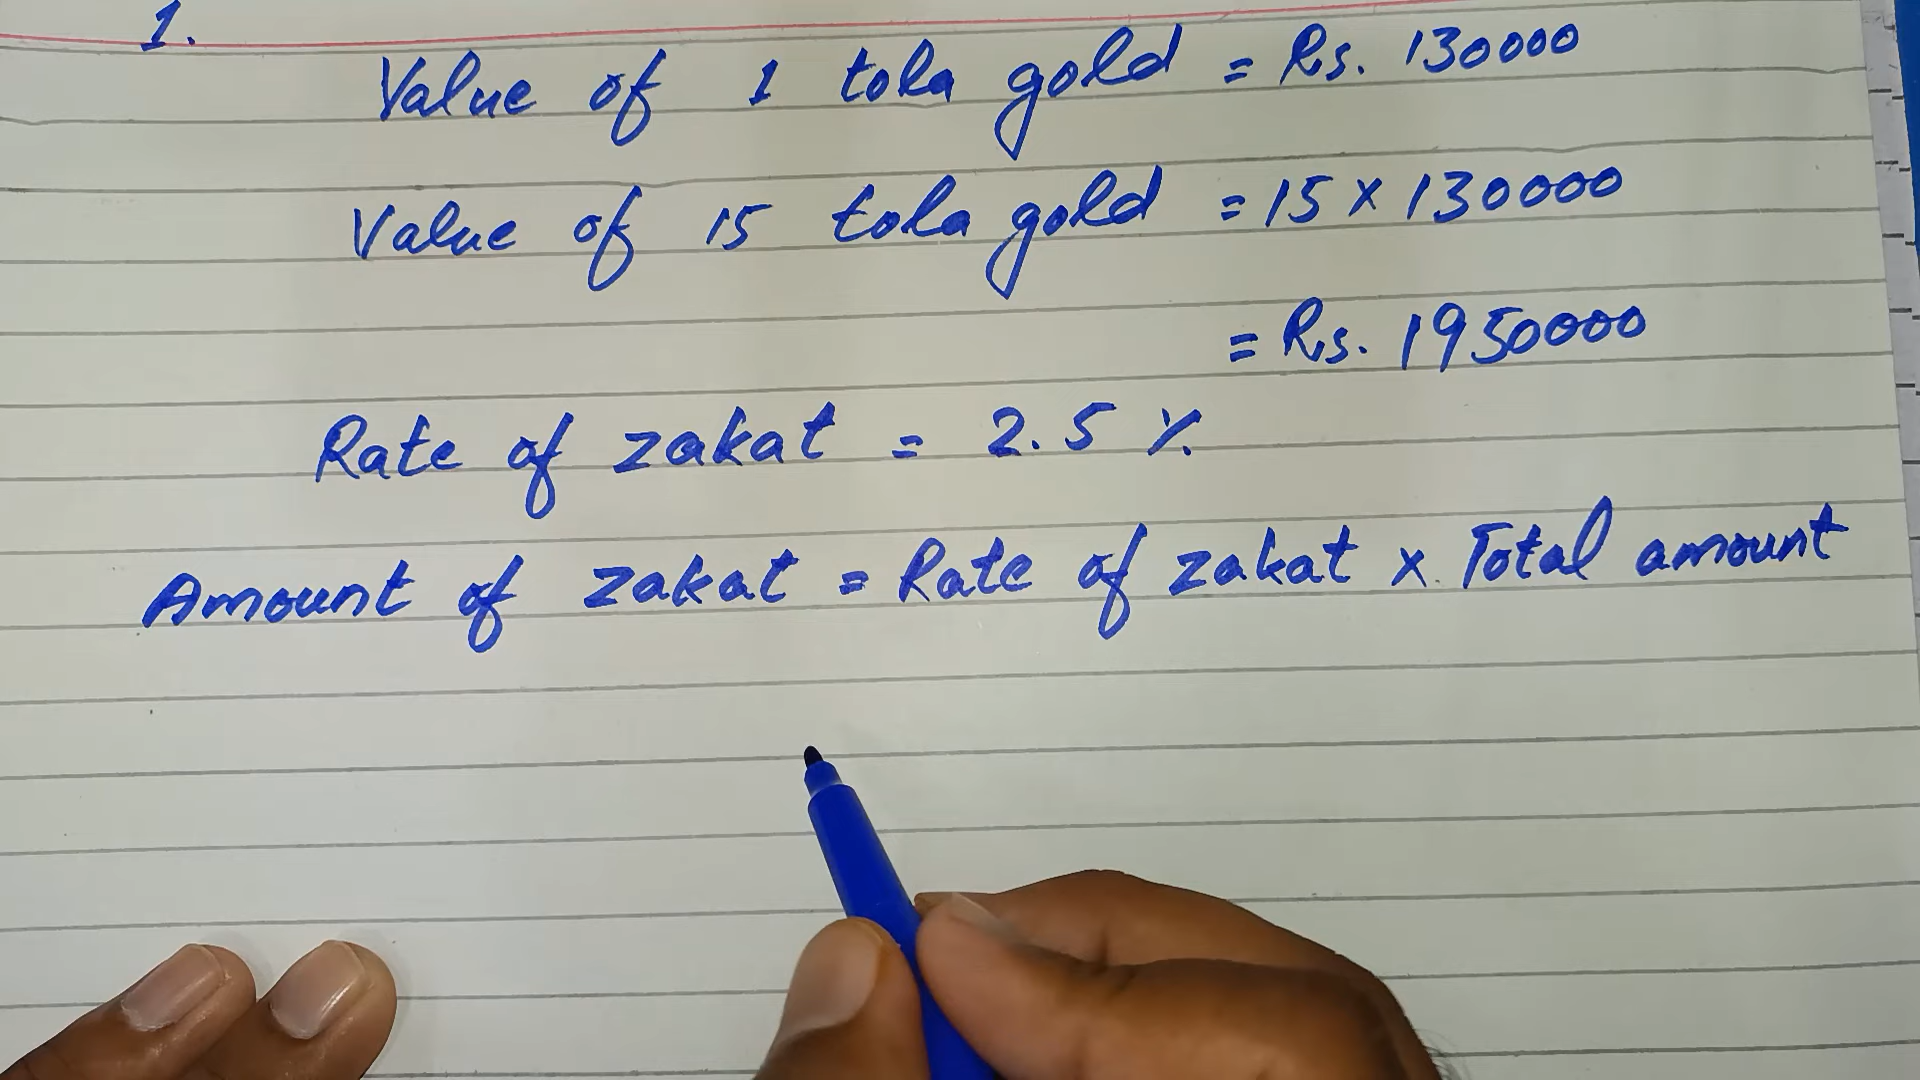 1.
Value of 1 tola gold = Rs. 130000
Value of 15 tola gold = 15 × 130000
= Rs. 1950000
Rate of zakat = 2.5 %
Amount of zakat = Rate of zakat × Total amount